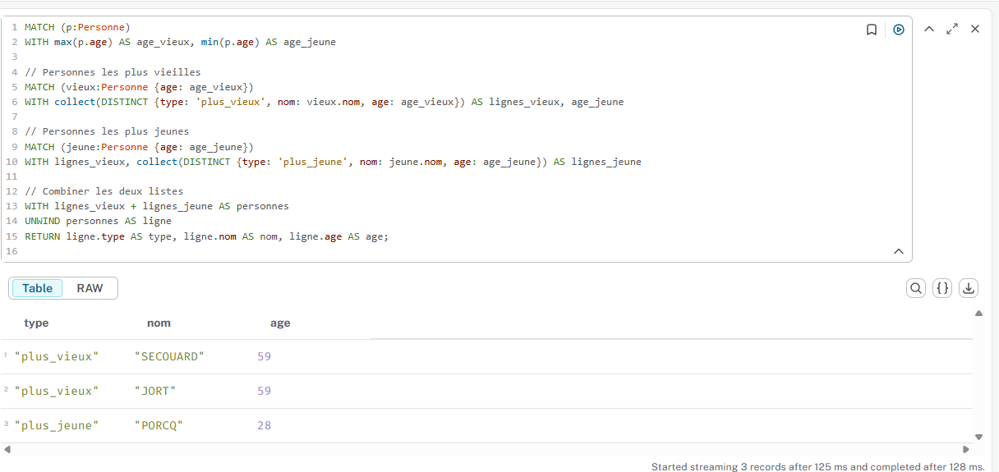 1 MATCH (p:Personne)
2 WITH max(p.age) AS age_vieux, min(p.age) AS age_jeune
3
4 // Personnes les plus vieilles
5 MATCH (vieux:Personne {age: age_vieux})
6 WITH collect(DISTINCT {type: 'plus_vieux', nom: vieux.nom, age: age_vieux}) AS lignes_vieux, age_jeune
7
8 // Personnes les plus jeunes
9 MATCH (jeune:Personne {age: age_jeune})
10 WITH lignes_vieux, collect(DISTINCT {type: 'plus_jeune', nom: jeune.nom, age: age_jeune}) AS lignes_jeune
11
12 // Combiner les deux listes
13 WITH lignes_vieux + lignes_jeune AS personnes
14 UNWIND personnes AS ligne
15 RETURN ligne.type AS type, ligne.nom AS nom, ligne.age AS age;
16
Table RAW
type nom age
1 "plus_vieux" "SECOUARD" 59
2 "plus_vieux" "JORT" 59
3 "plus_jeune" "PORCQ" 28
Started streaming 3 records after 125 ms and completed after 128 ms.